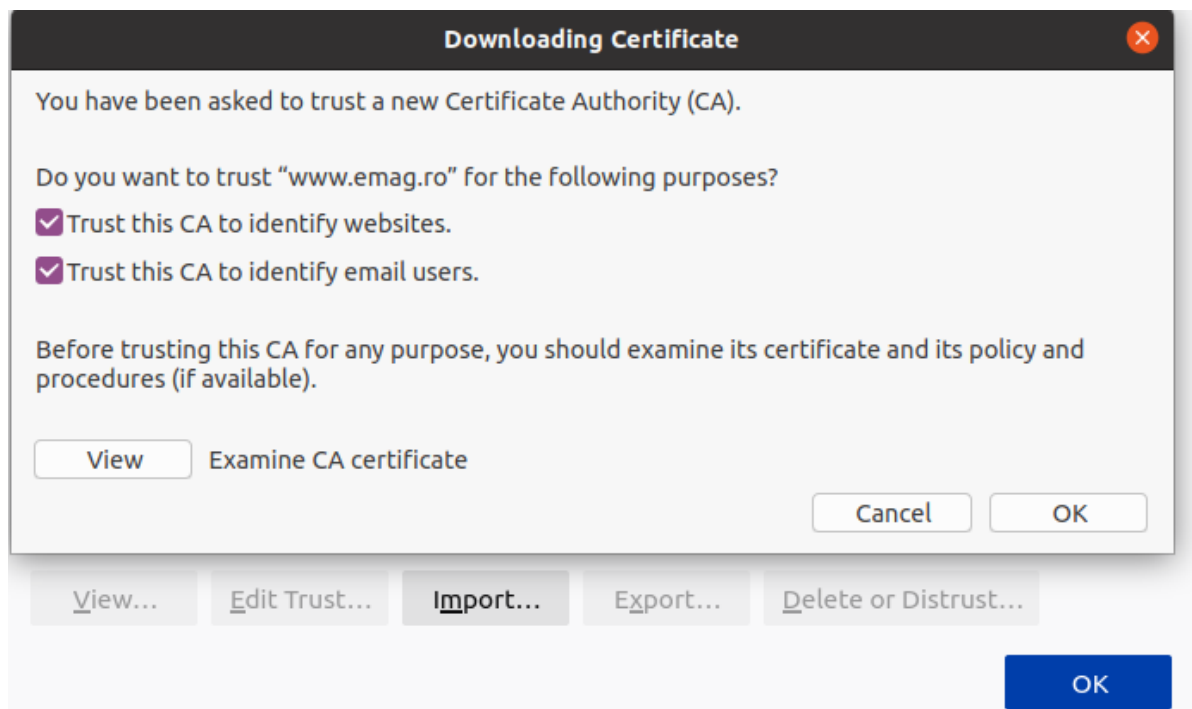 Downloading Certificate
You have been asked to trust a new Certificate Authority (CA).
Do you want to trust “www.emag.ro” for the following purposes?
Trust this CA to identify websites.
Trust this CA to identify email users.
Before trusting this CA for any purpose, you should examine its certificate and its policy and
procedures (if available).
View Examine CA certificate
Cancel OK
View… Edit Trust… Import… Export… Delete or Distrust…
OK